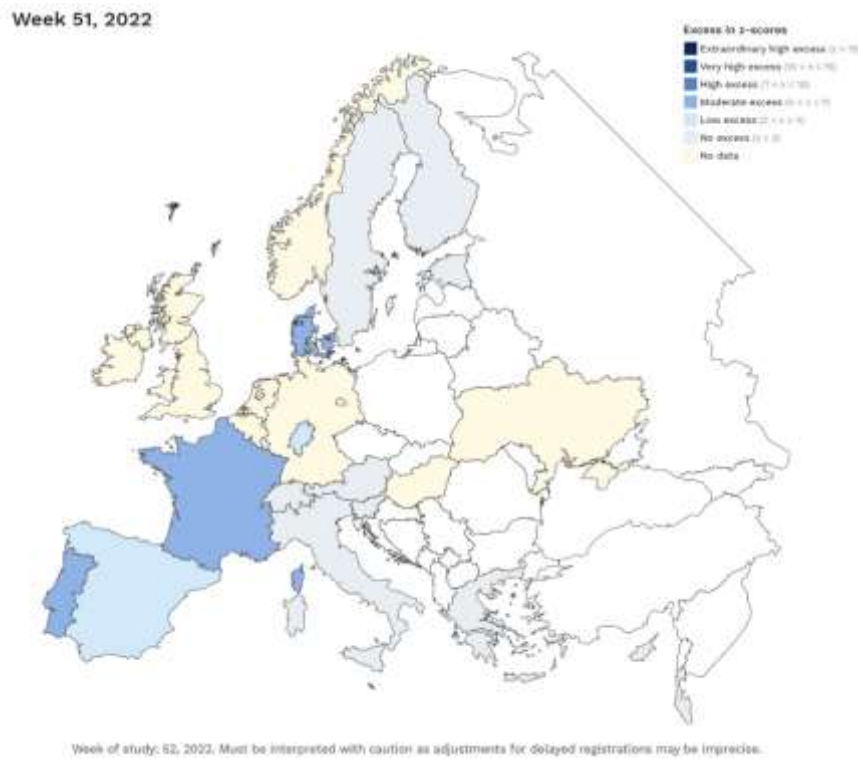 Week 51, 2022
Excess in z-scores
Extraordinary high excess
Very high excess
High excess
Moderate excess
Less excess
No excess
No data
Week of study: 52, 2022. Must be interpreted with caution as adjustments for delayed registrations may be imprecise.